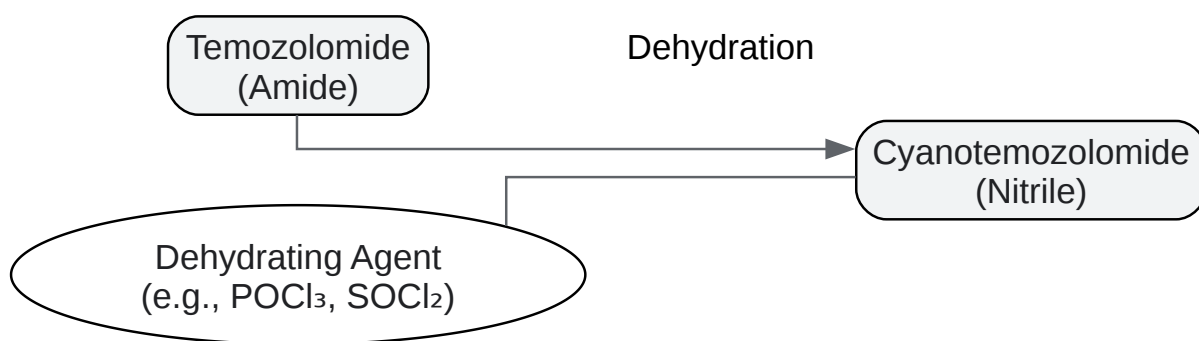 Temozolomide
(Amide)
Dehydration
Cyanotemozolomide
(Nitrile)
Dehydrating Agent
(e.g., POCl₃, SOCl₂)